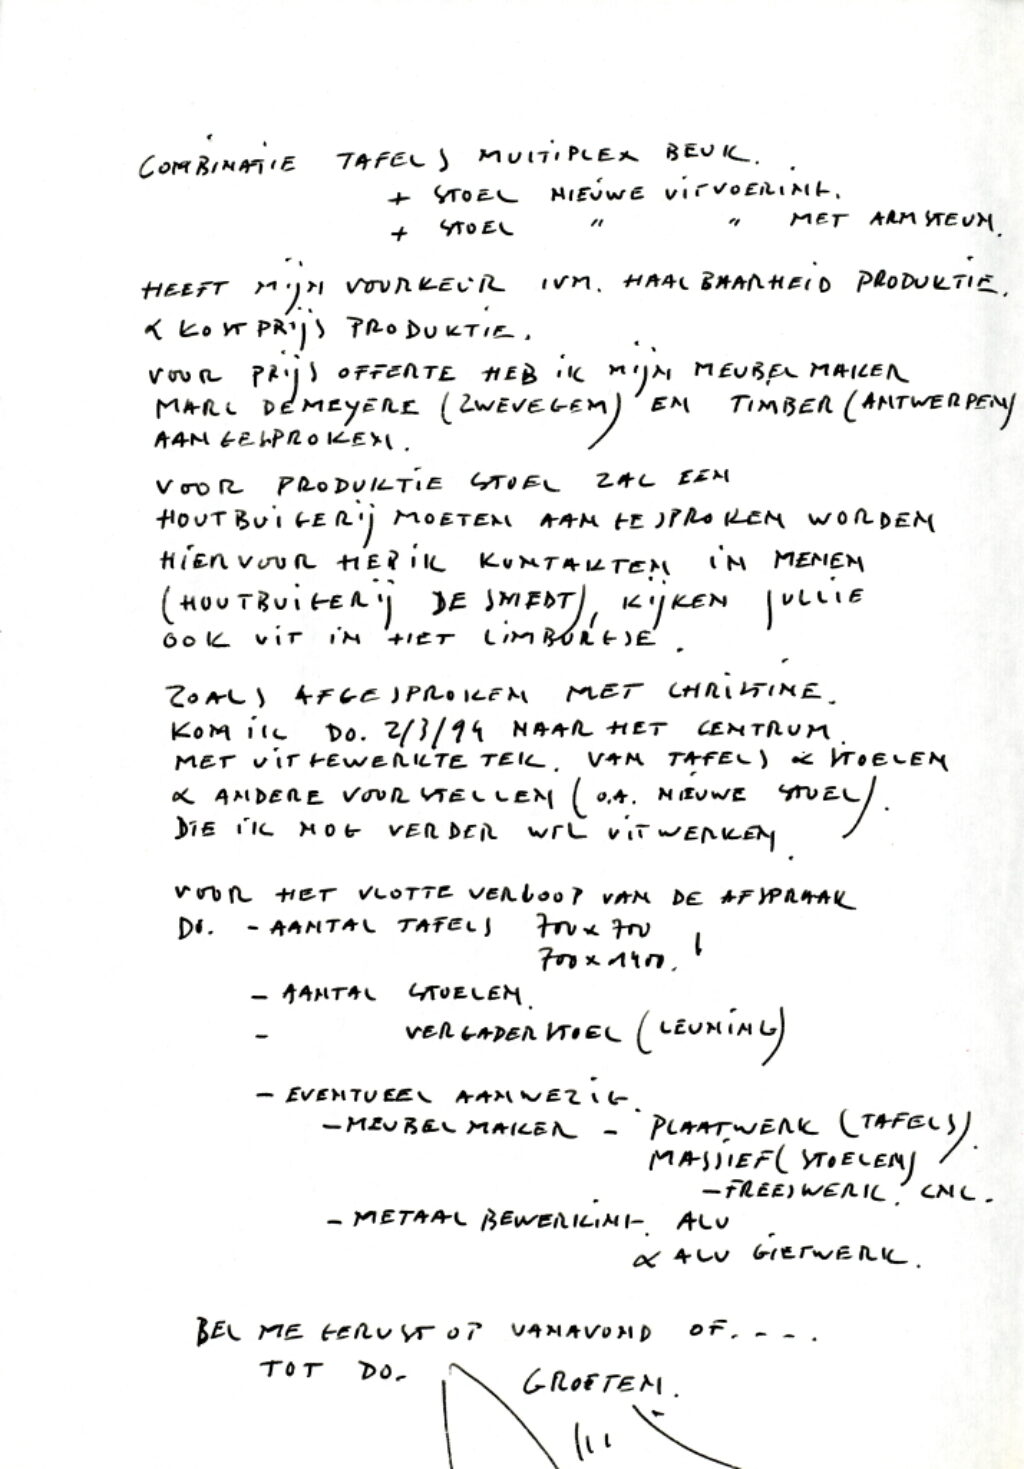 COMBINATIE TAFELS MULTIPLEX BEUK.
+ STOEL NIEUWE UITVOERING.
+ STOEL " " MET ARMSTEUN.
HEEFT MIJN VOORKEUR IVM. HAALBAARHEID PRODUKTIE.
& KOSTPRIJS PRODUKTIE.
VOOR PRIJSOFFERTE HEB IK MIJN MEUBELMAKER
MARC DEMEYERE (ZWEVEGEM) EN TIMBER (ANTWERPEN)
AANGESPROKEN.
VOOR PRODUKTIE STOEL ZAL EEN
HOUTBUIGERIJ MOETEN AANGESPROKEN WORDEN
HIERVOOR HEB IK KONTAKTEN IN MENEN
(HOUTBUIGERIJ DE SMEDT), KIJKEN JULLIE
OOK UIT IN HET LIMBURGSE.
ZOALS AFGESPROKEN MET CHRISTINE.
KOM IK DO. 2/3/94 NAAR HET CENTRUM.
MET UITGEWERKTE TEK. VAN TAFELS & STOELEN
& ANDERE VOORSTELLEN (O.A. NIEUWE STOEL).
DIE IK NOG VERDER WIL UITWERKEN.
VOOR HET VLOTTE VERLOOP VAN DE AFSPRAAK
DO. - AANTAL TAFELS 700 x 700
700 x 1400. !
- AANTAL STOELEN.
- VERGADERSTOEL (LEUNING)
- EVENTUEEL AANWEZIG.
- MEUBELMAKER - PLAATWERK (TAFELS).
MASSIEF (STOELEN)
- FREESWERK. CNC.
- METAALBEWERKING. ALU
& ALU GIETWERK.
BEL ME GERUST OP VANAVOND OF. - - - .
TOT DO.
GROETEN.